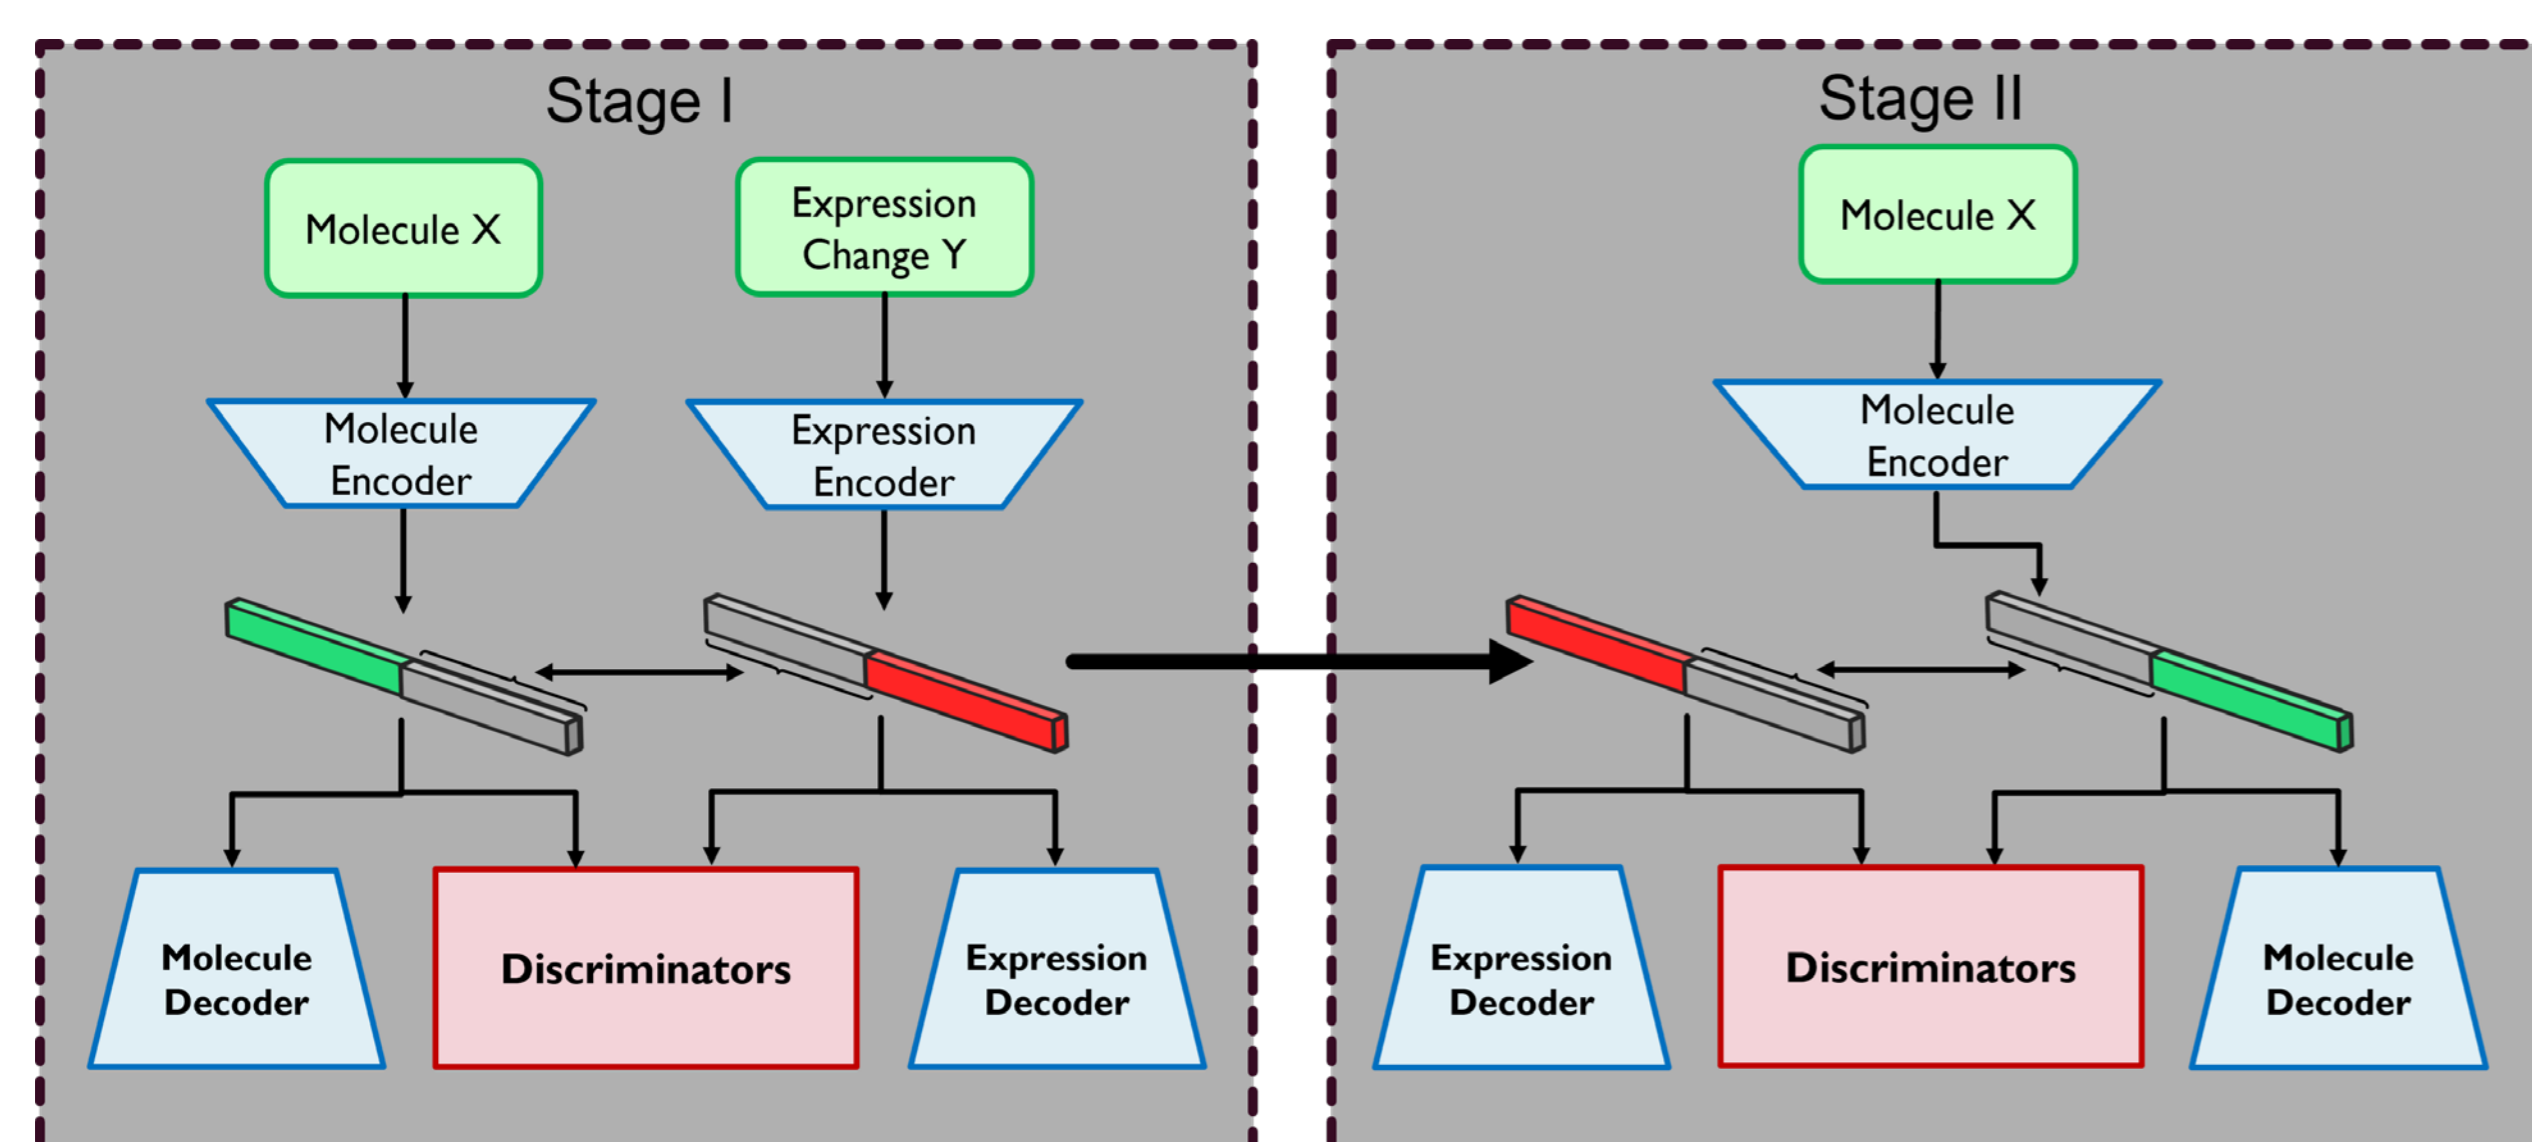 Stage I
Molecule X
Expression
Change Y
Molecule
Encoder
Expression
Encoder
Molecule
Decoder
Discriminators
Expression
Decoder
Stage II
Molecule X
Molecule
Encoder
Expression
Decoder
Discriminators
Molecule
Decoder